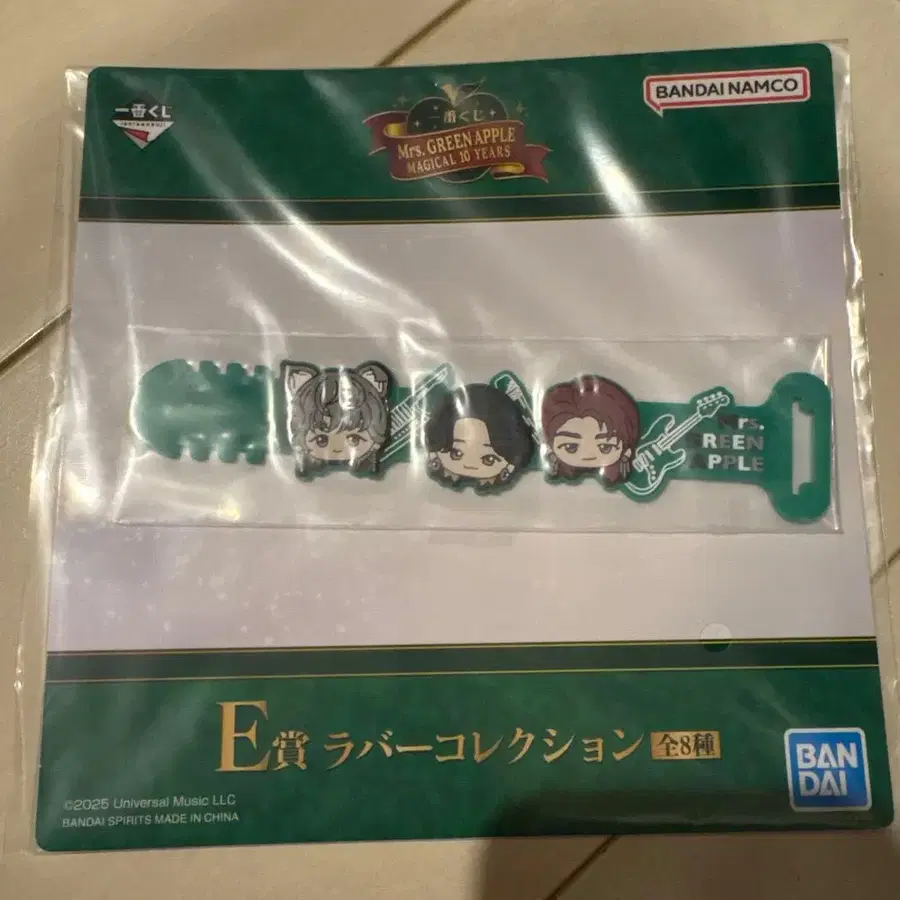 一番くじ
一番くじ
Mrs. GREEN APPLE
MAGICAL 10 YEARS
BANDAI NAMCO
Mrs.
GREEN
APPLE
E賞 ラバーコレクション 全8種
©2025 Universal Music LLC
BANDAI SPIRITS MADE IN CHINA
BAN
DAI